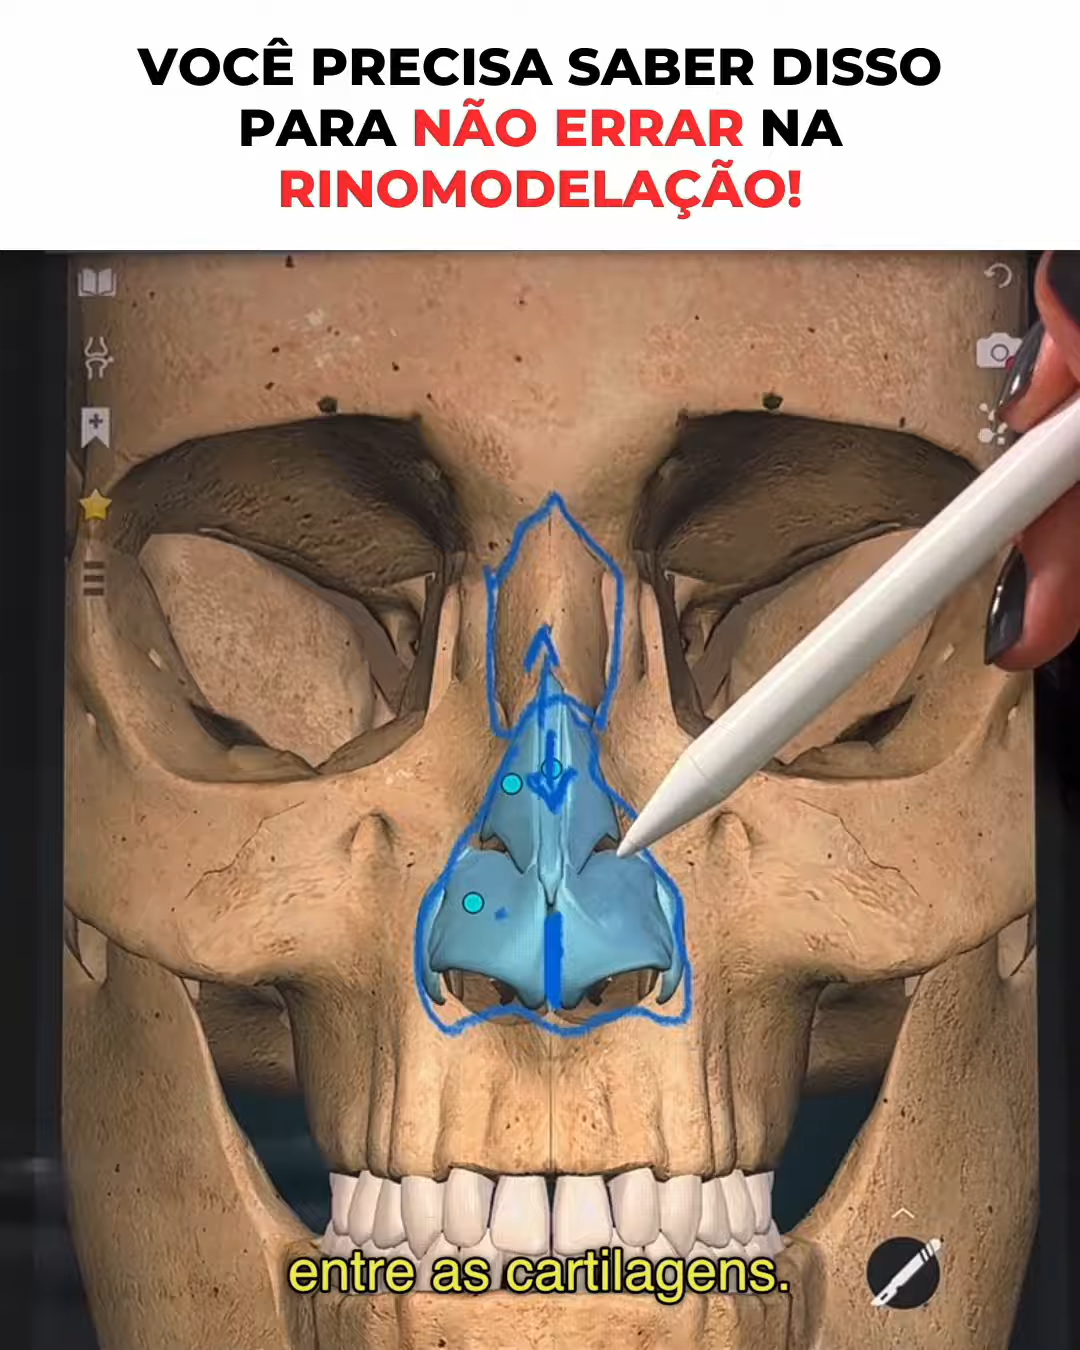 VOCÊ PRECISA SABER DISSO
PARA NÃO ERRAR NA
RINOMODELAÇÃO!
entre as cartilagens.